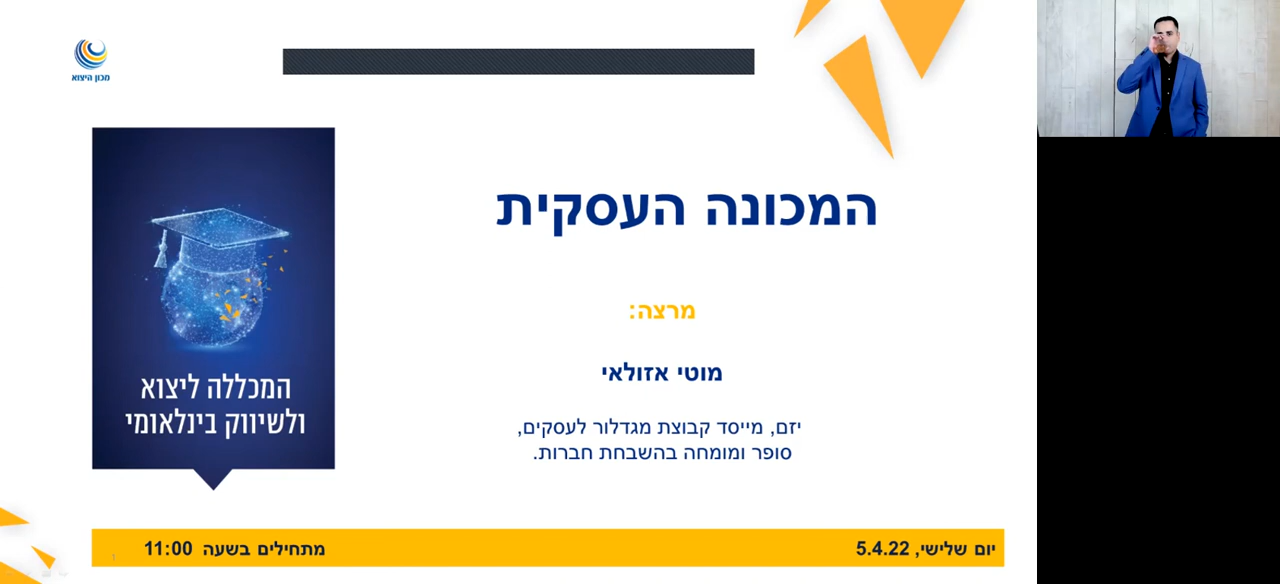 מכון היצוא
המכונה העסקית
מרצה:
מוטי אזולאי
יזם, מייסד קבוצת מגדלור לעסקים,
סופר ומומחה בהשבחת חברות.
המכללה ליצוא
ולשיווק בינלאומי
יום שלישי, 5.4.22
מתחילים בשעה 11:00
1